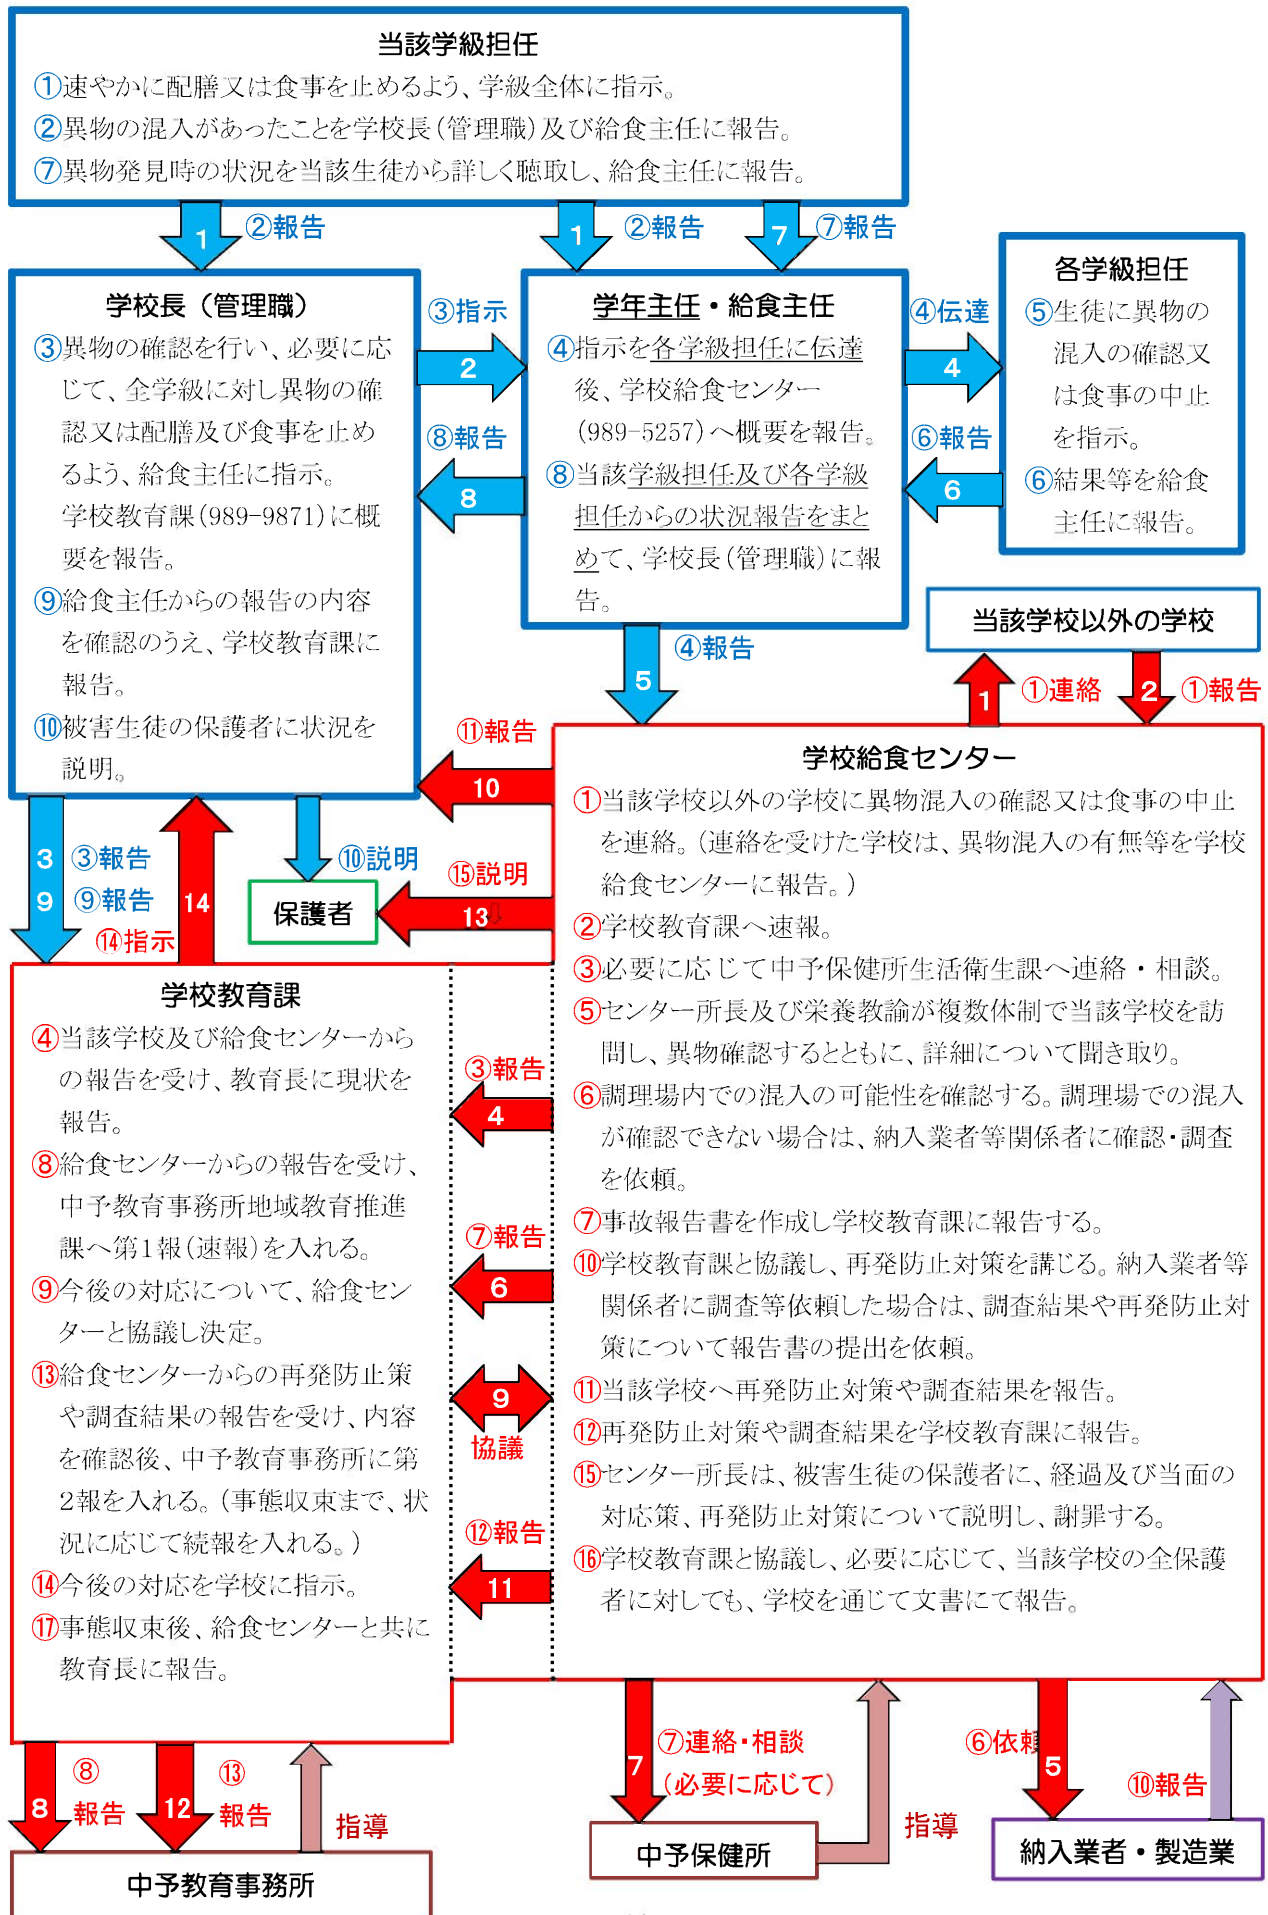 当該学級担任
①速やかに配膳又は食事を止めるよう、学級全体に指示。
②異物の混入があったことを学校長(管理職)及び給食主任に報告。
⑦異物発見時の状況を当該生徒から詳しく聴取し、給食主任に報告。
1
②報告
1
②報告
7
⑦報告
学校長（管理職）
③異物の確認を行い、必要に応
じて、全学級に対し異物の確
認又は配膳及び食事を止め
るよう、給食主任に指示。
学校教育課(989-9871)に概
要を報告。
⑨給食主任からの報告の内容
を確認のうえ、学校教育課に
報告。
⑩被害生徒の保護者に状況を
説明。
③指示
2
⑧報告
8
学年主任・給食主任
④指示を各学級担任に伝達
後、学校給食センター
(989-5257)へ概要を報告。
⑧当該学級担任及び各学級
担任からの状況報告をまと
めて、学校長(管理職)に報
告。
④伝達
4
⑥報告
6
各学級担任
⑤生徒に異物の
混入の確認又
は食事の中止
を指示。
⑥結果等を給食
主任に報告。
当該学校以外の学校
5
④報告
1
①連絡
2
①報告
⑪報告
10
3
③報告
9
⑨報告
14
⑭指示
⑩説明
保護者
⑮説明
13
学校給食センター
①当該学校以外の学校に異物混入の確認又は食事の中止
を連絡。(連絡を受けた学校は、異物混入の有無等を学校
給食センターに報告。)
②学校教育課へ速報。
③必要に応じて中予保健所生活衛生課へ連絡・相談。
⑤センター所長及び栄養教諭が複数体制で当該学校を訪
問し、異物確認するとともに、詳細について聞き取り。
⑥調理場内での混入の可能性を確認する。調理場での混入
が確認できない場合は、納入業者等関係者に確認・調査
を依頼。
⑦事故報告書を作成し学校教育課に報告する。
⑩学校教育課と協議し、再発防止対策を講じる。納入業者等
関係者に調査等依頼した場合は、調査結果や再発防止対
策について報告書の提出を依頼。
⑪当該学校へ再発防止対策や調査結果を報告。
⑫再発防止対策や調査結果を学校教育課に報告。
⑮センター所長は、被害生徒の保護者に、経過及び当面の
対応策、再発防止対策について説明し、謝罪する。
⑯学校教育課と協議し、必要に応じて、当該学校の全保護
者に対しても、学校を通じて文書にて報告。
学校教育課
④当該学校及び給食センターから
の報告を受け、教育長に現状を
報告。
⑧給食センターからの報告を受け、
中予教育事務所地域教育推進
課へ第1報(速報)を入れる。
⑨今後の対応について、給食セン
ターと協議し決定。
⑬給食センターからの再発防止策
や調査結果の報告を受け、内容
を確認後、中予教育事務所に第
2報を入れる。(事態収束まで、状
況に応じて続報を入れる。)
⑭今後の対応を学校に指示。
⑰事態収束後、給食センターと共に
教育長に報告。
③報告
4
⑦報告
6
9
協議
⑫報告
11
8
⑧
報告
12
⑬
報告
指導
中予教育事務所
7
⑦連絡・相談
(必要に応じて)
中予保健所
指導
⑥依頼
5
⑩報告
納入業者・製造業